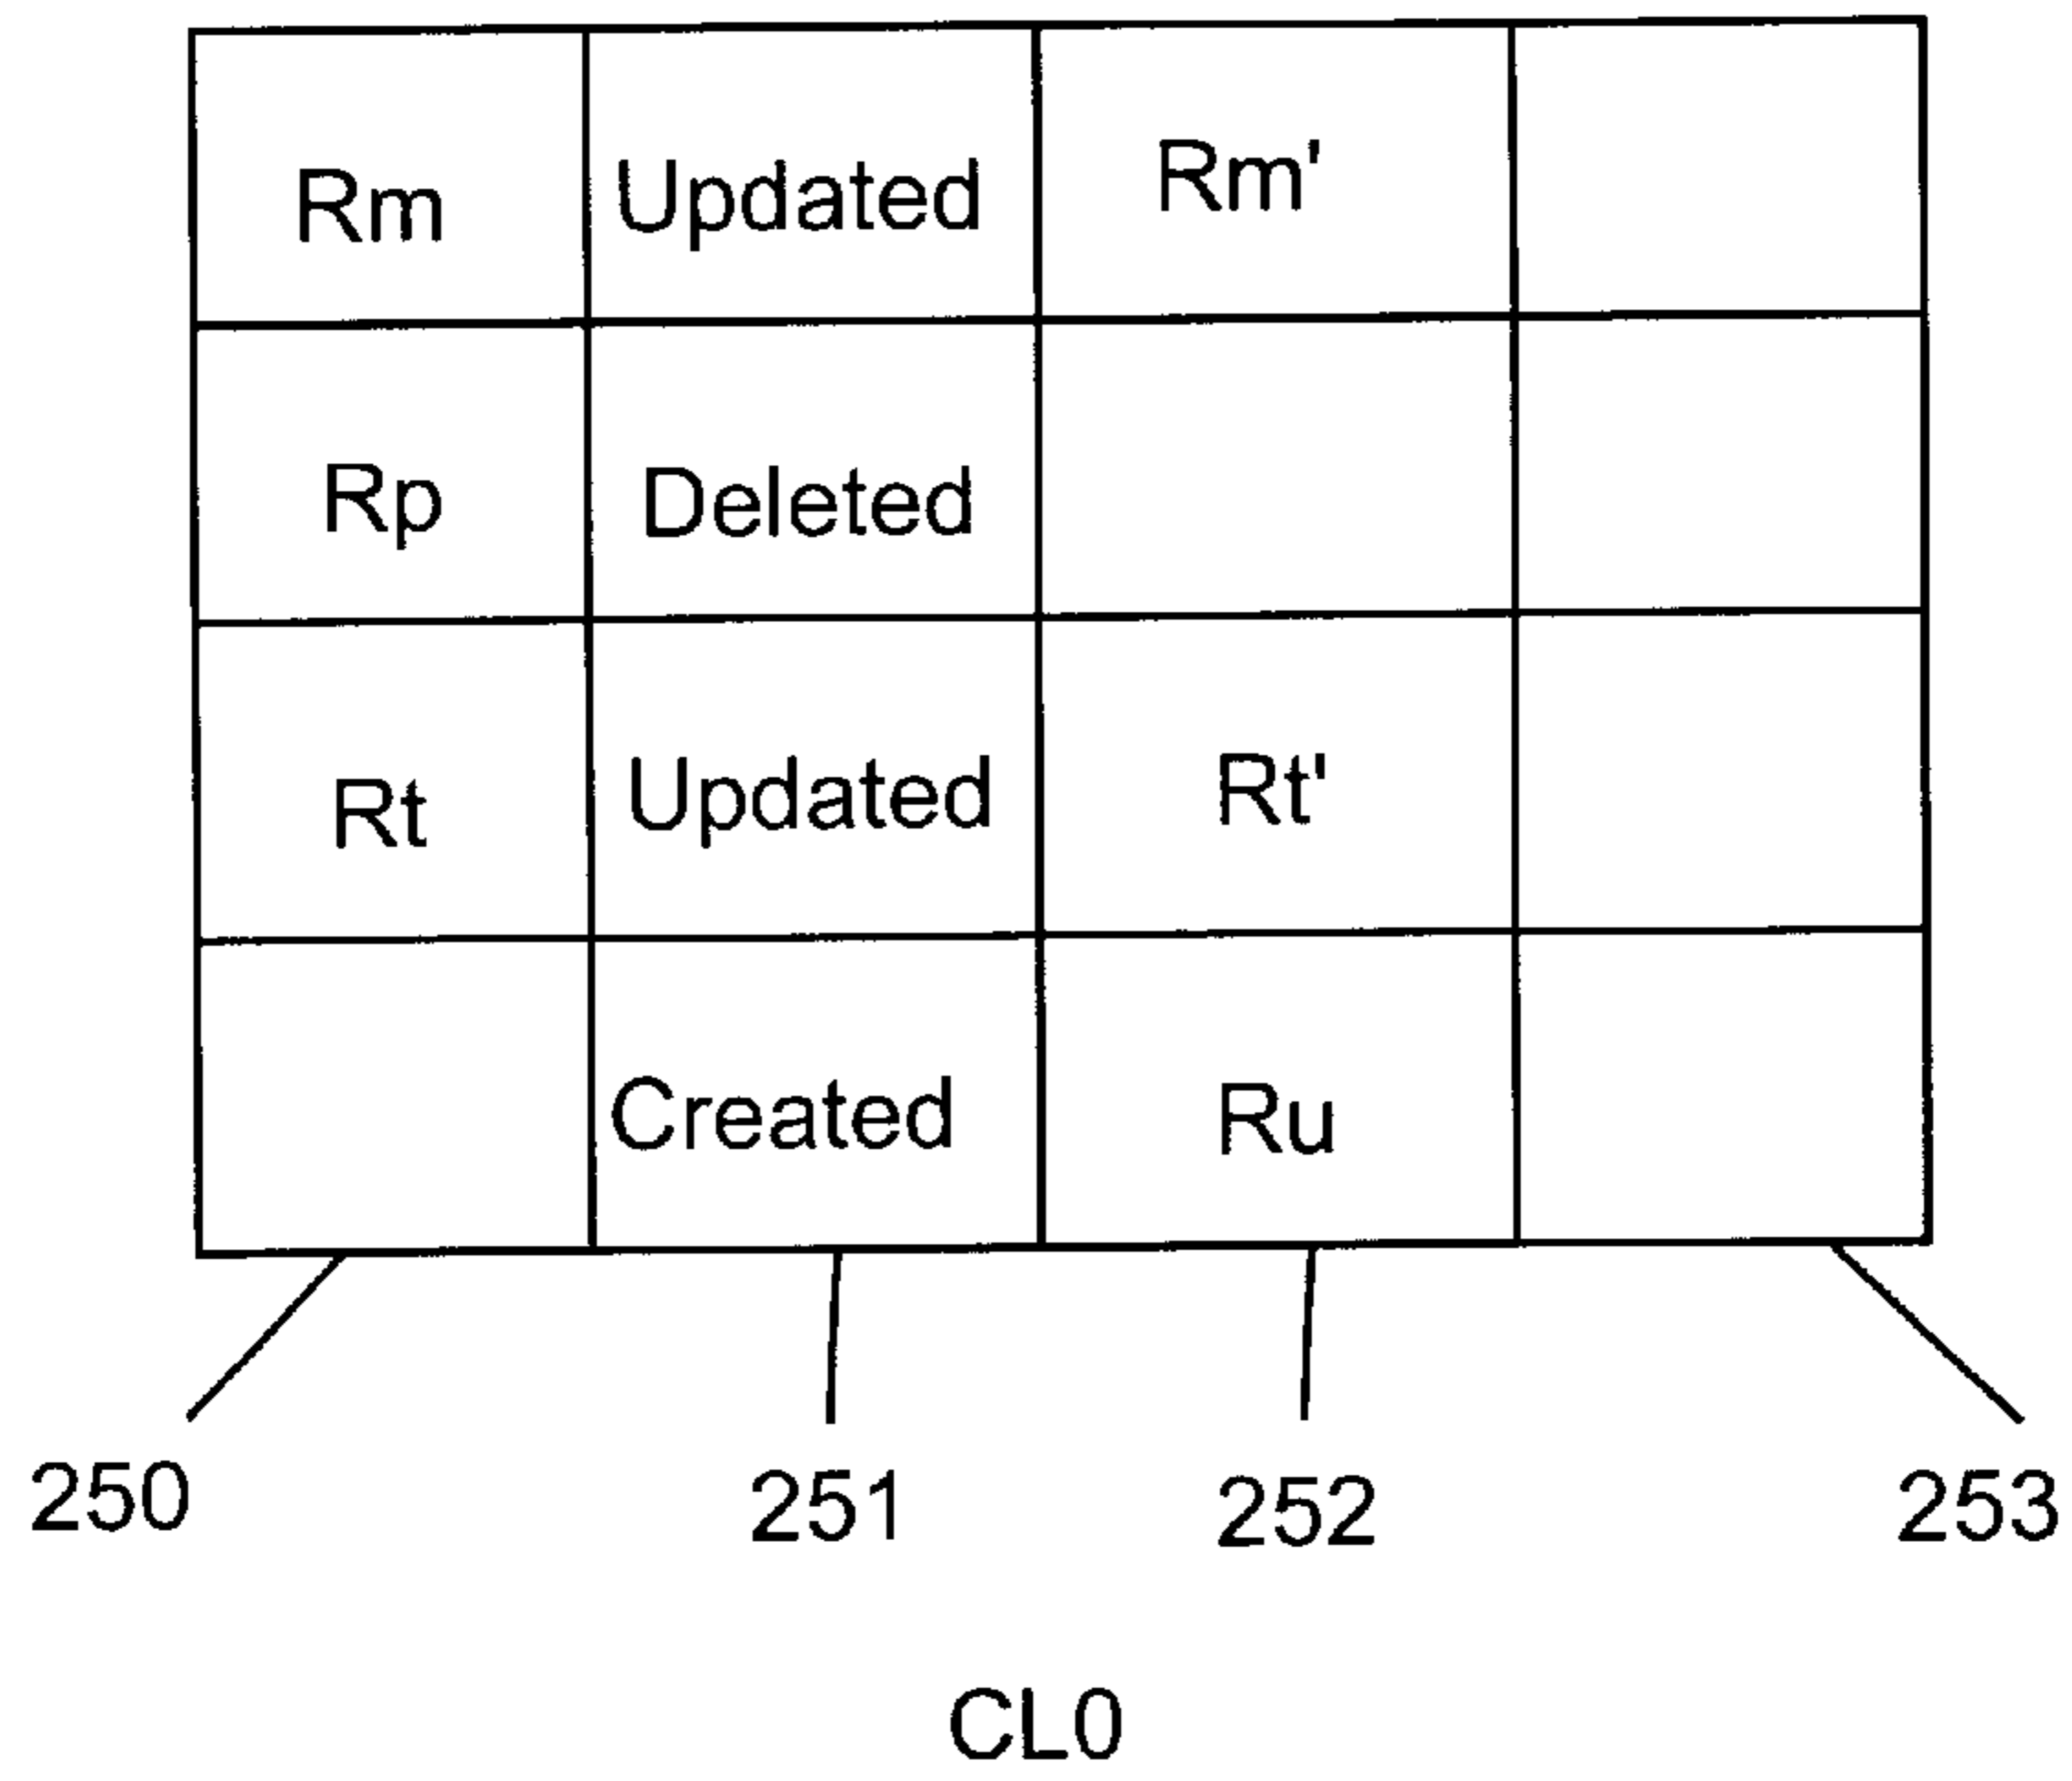 Rm Updated Rm'
Rp Deleted
Rt Updated Rt'
Created Ru
250 251 252 253
CL0